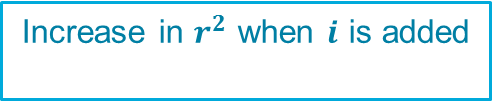 Increase in r² when i is added